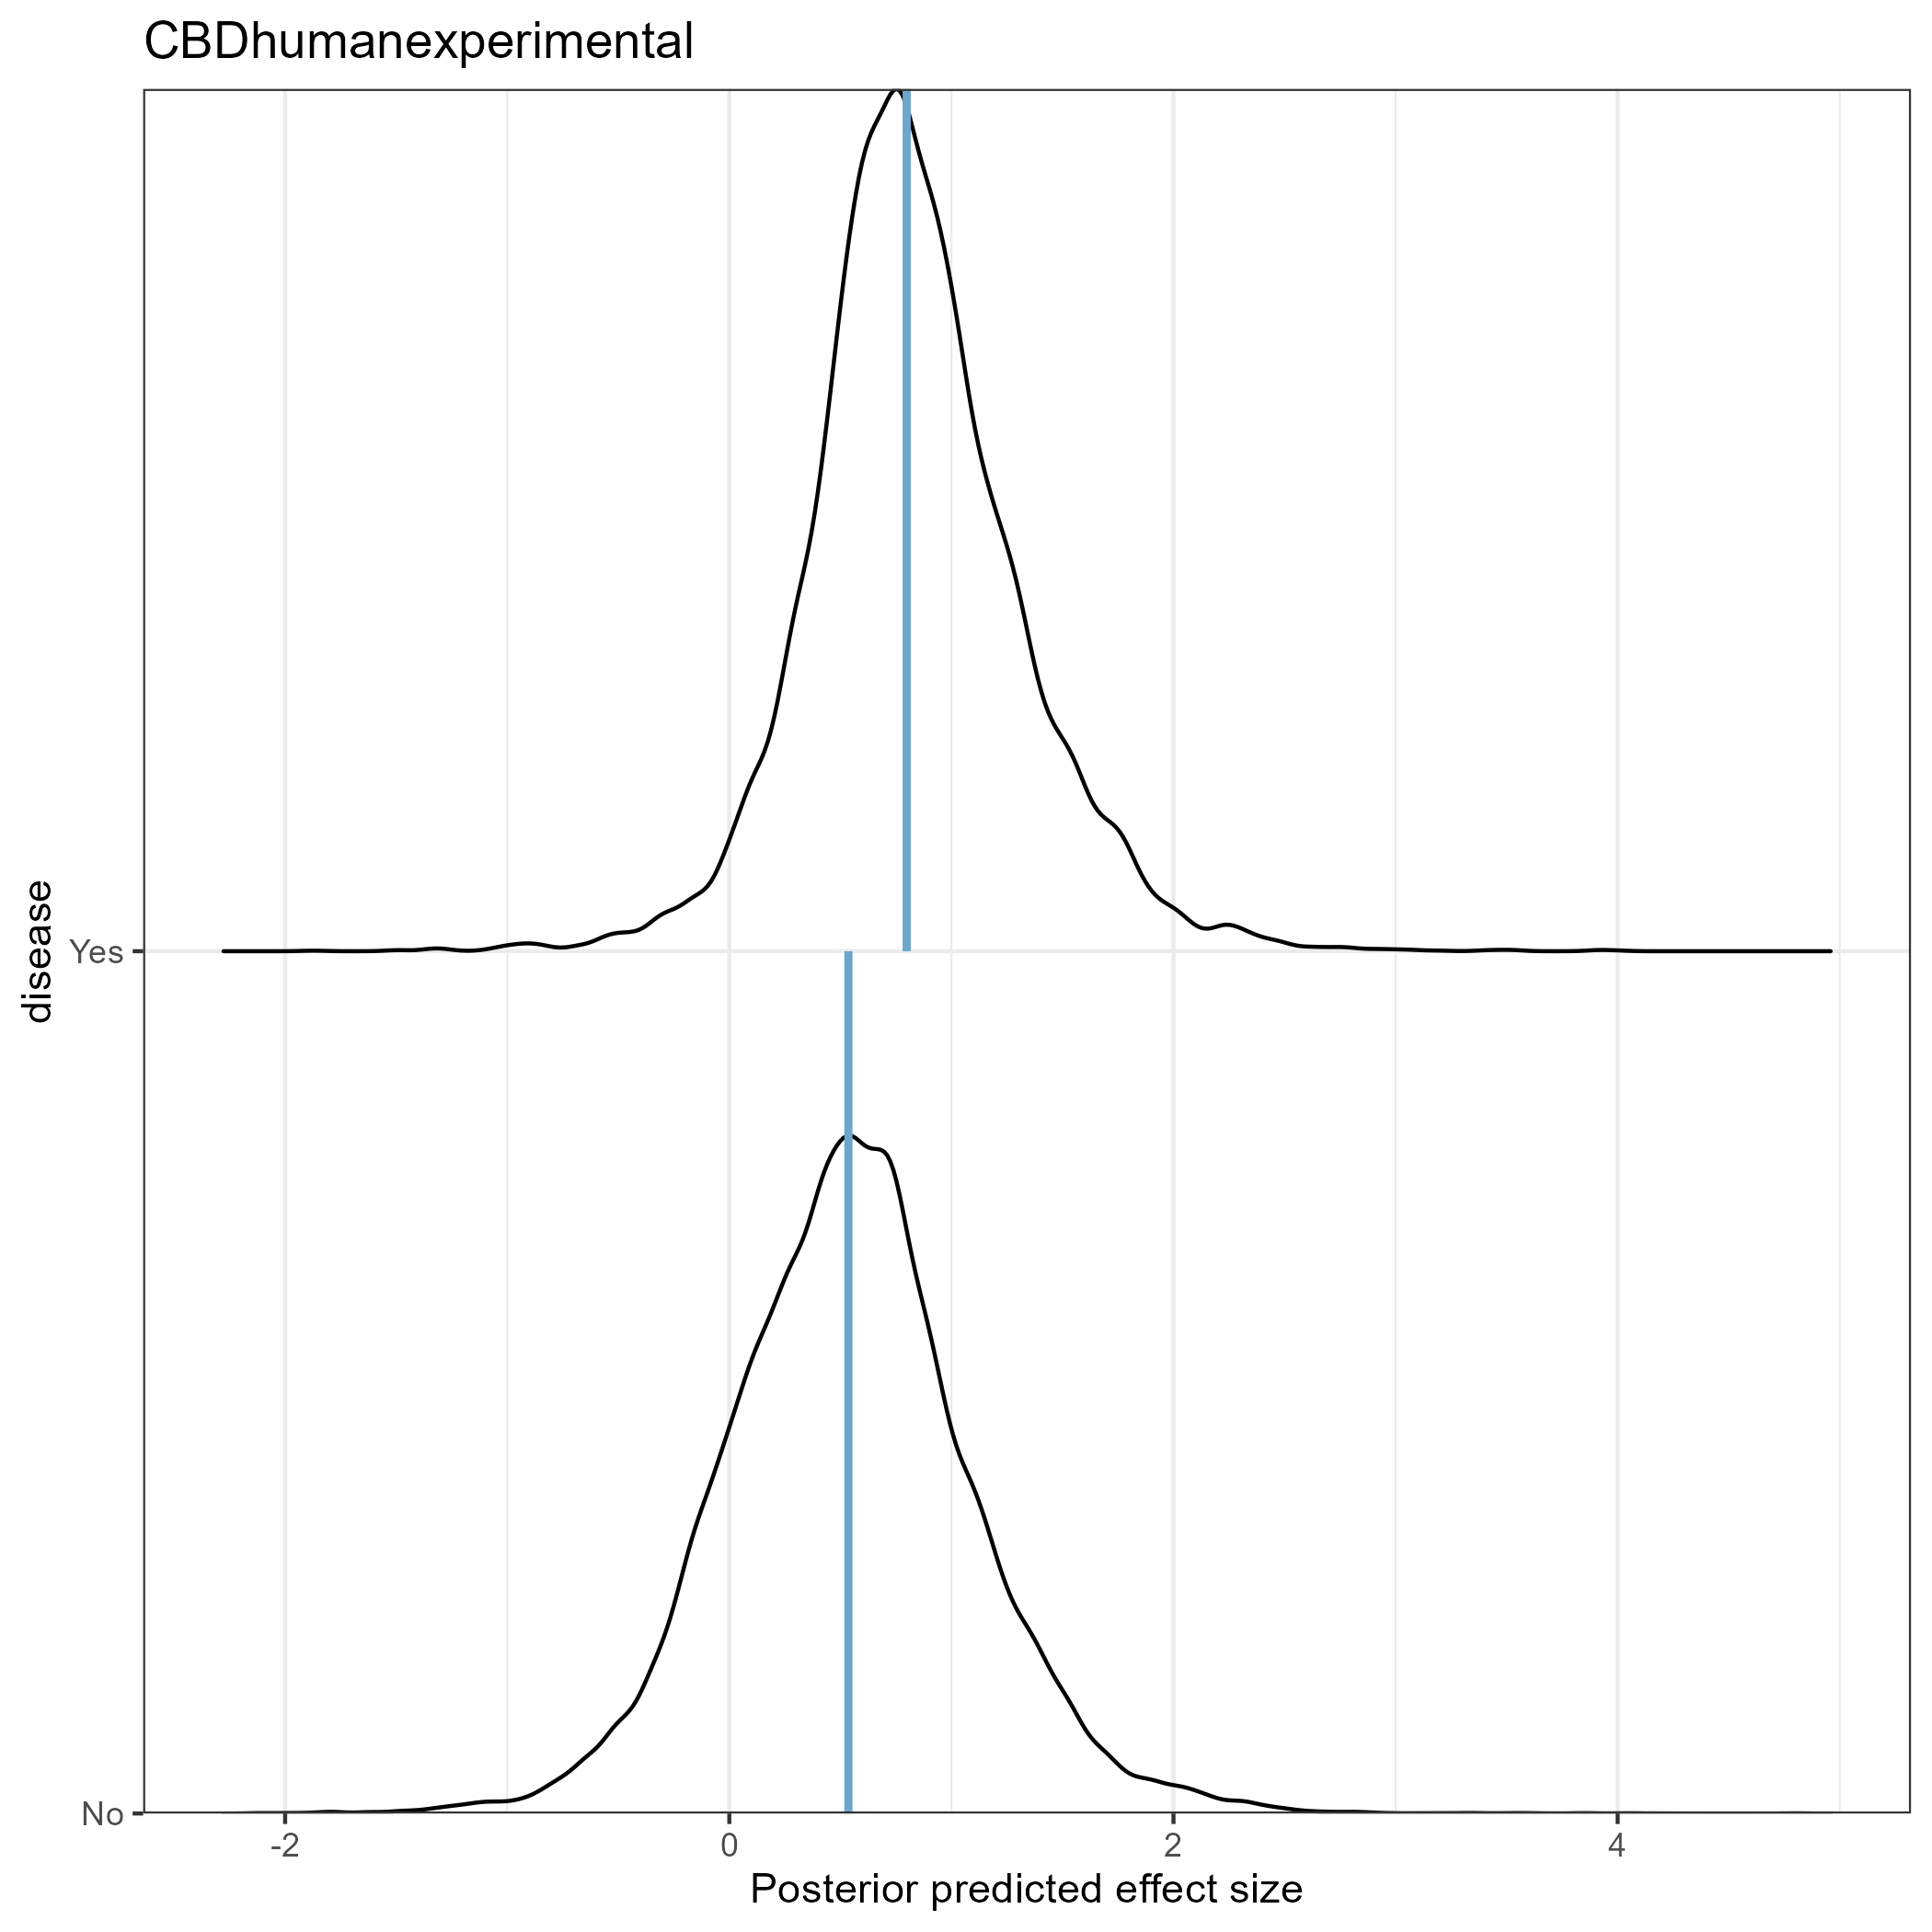 CBDhumanexperimental
disease
Yes
No
-2
0
2
4
Posterior predicted effect size